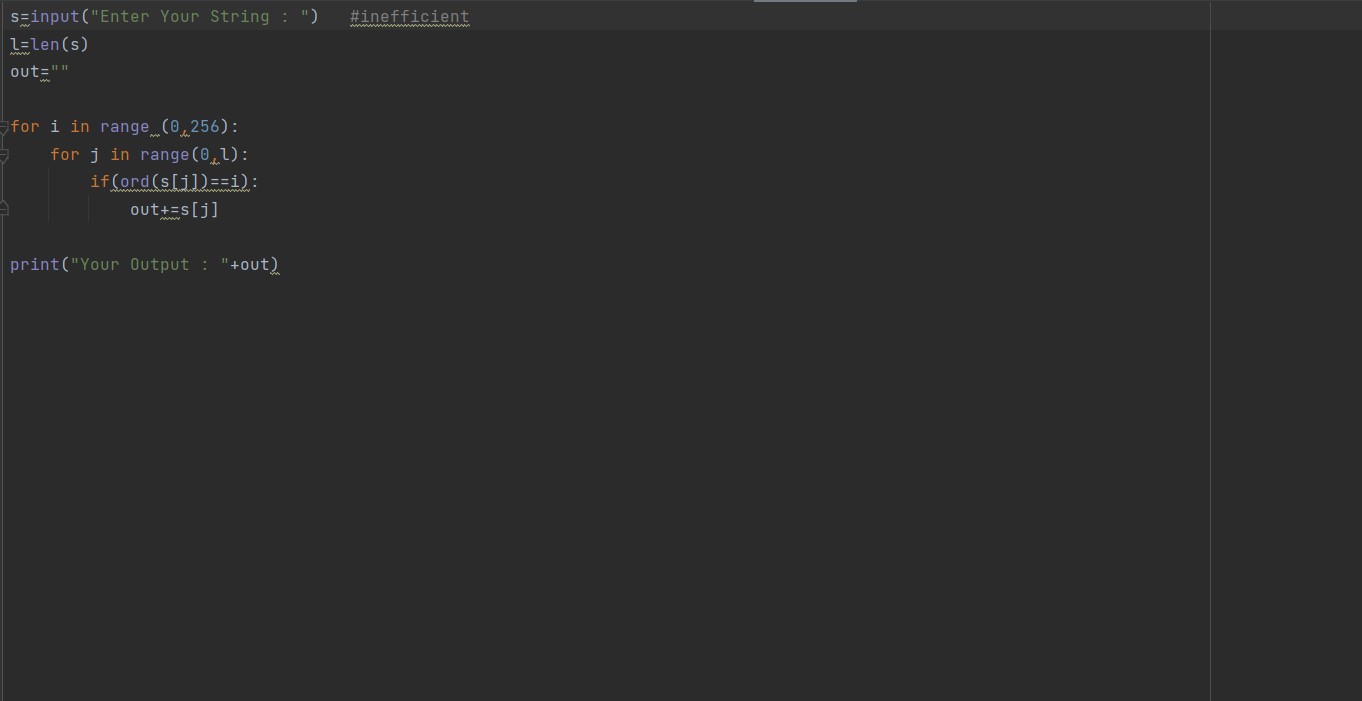 s=input("Enter Your String : ")   #inefficient
l=len(s)
out=""
for i in range (0,256):
    for j in range(0,l):
        if(ord(s[j])==i):
            out+=s[j]
print("Your Output : "+out)